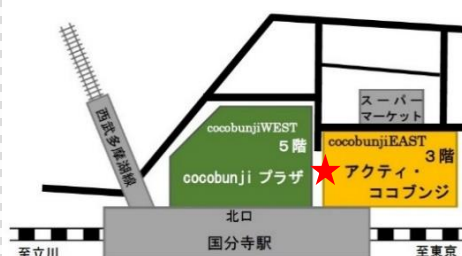 西武多摩湖線
スーパー
マーケット
cocobunjiWEST
5階
cocobunji プラザ
cocobunjiEAST
3階
アクティ・
ココブンジ
北口
国分寺駅
至立川
至東京